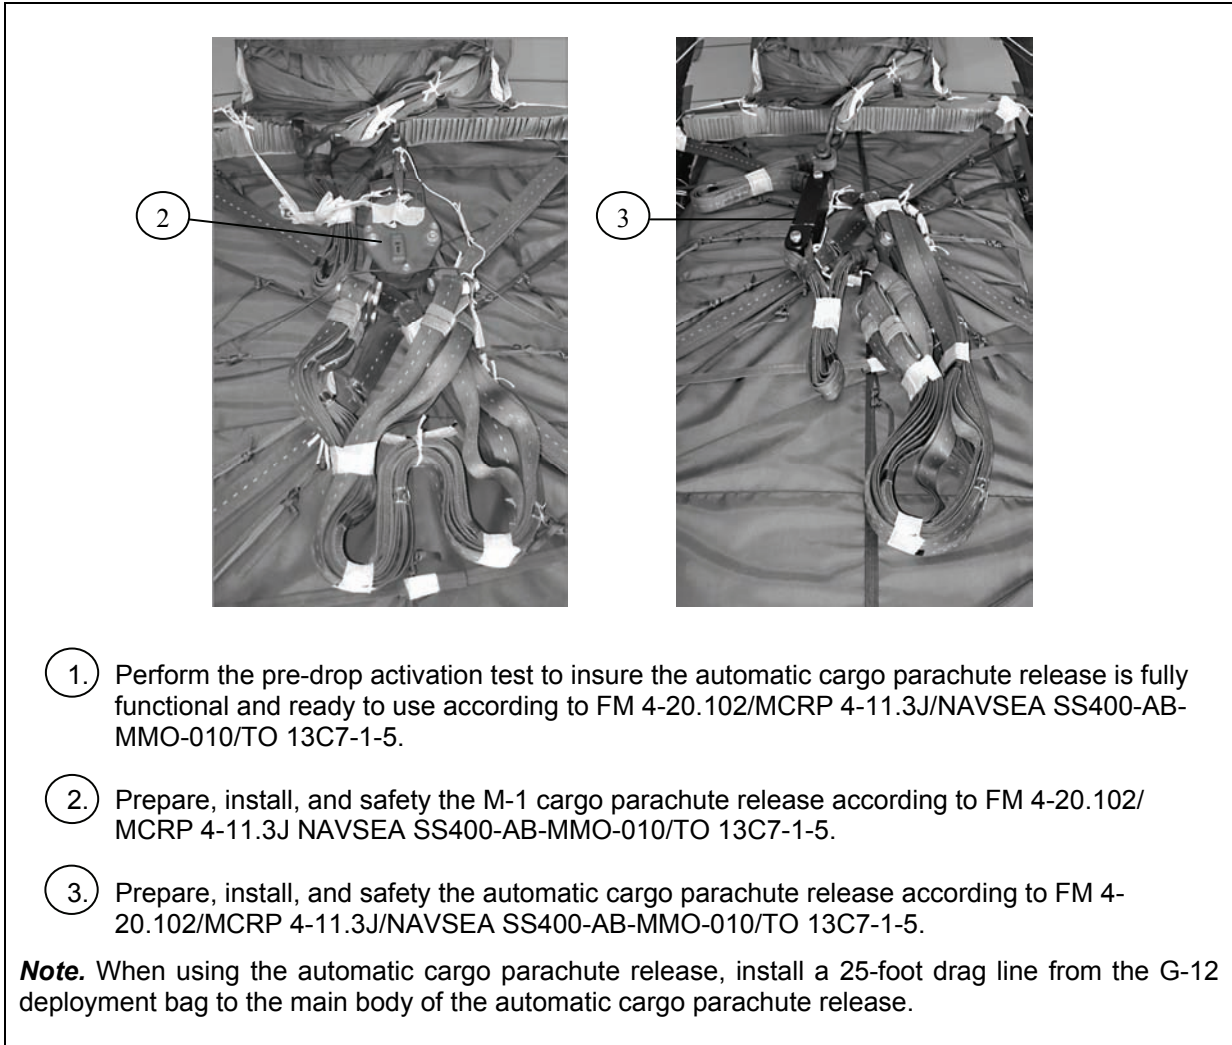 2
3
1. Perform the pre-drop activation test to insure the automatic cargo parachute release is fully
functional and ready to use according to FM 4-20.102/MCRP 4-11.3J/NAVSEA SS400-AB-
MMO-010/TO 13C7-1-5.
2. Prepare, install, and safety the M-1 cargo parachute release according to FM 4-20.102/
MCRP 4-11.3J NAVSEA SS400-AB-MMO-010/TO 13C7-1-5.
3. Prepare, install, and safety the automatic cargo parachute release according to FM 4-
20.102/MCRP 4-11.3J/NAVSEA SS400-AB-MMO-010/TO 13C7-1-5.
Note. When using the automatic cargo parachute release, install a 25-foot drag line from the G-12
deployment bag to the main body of the automatic cargo parachute release.